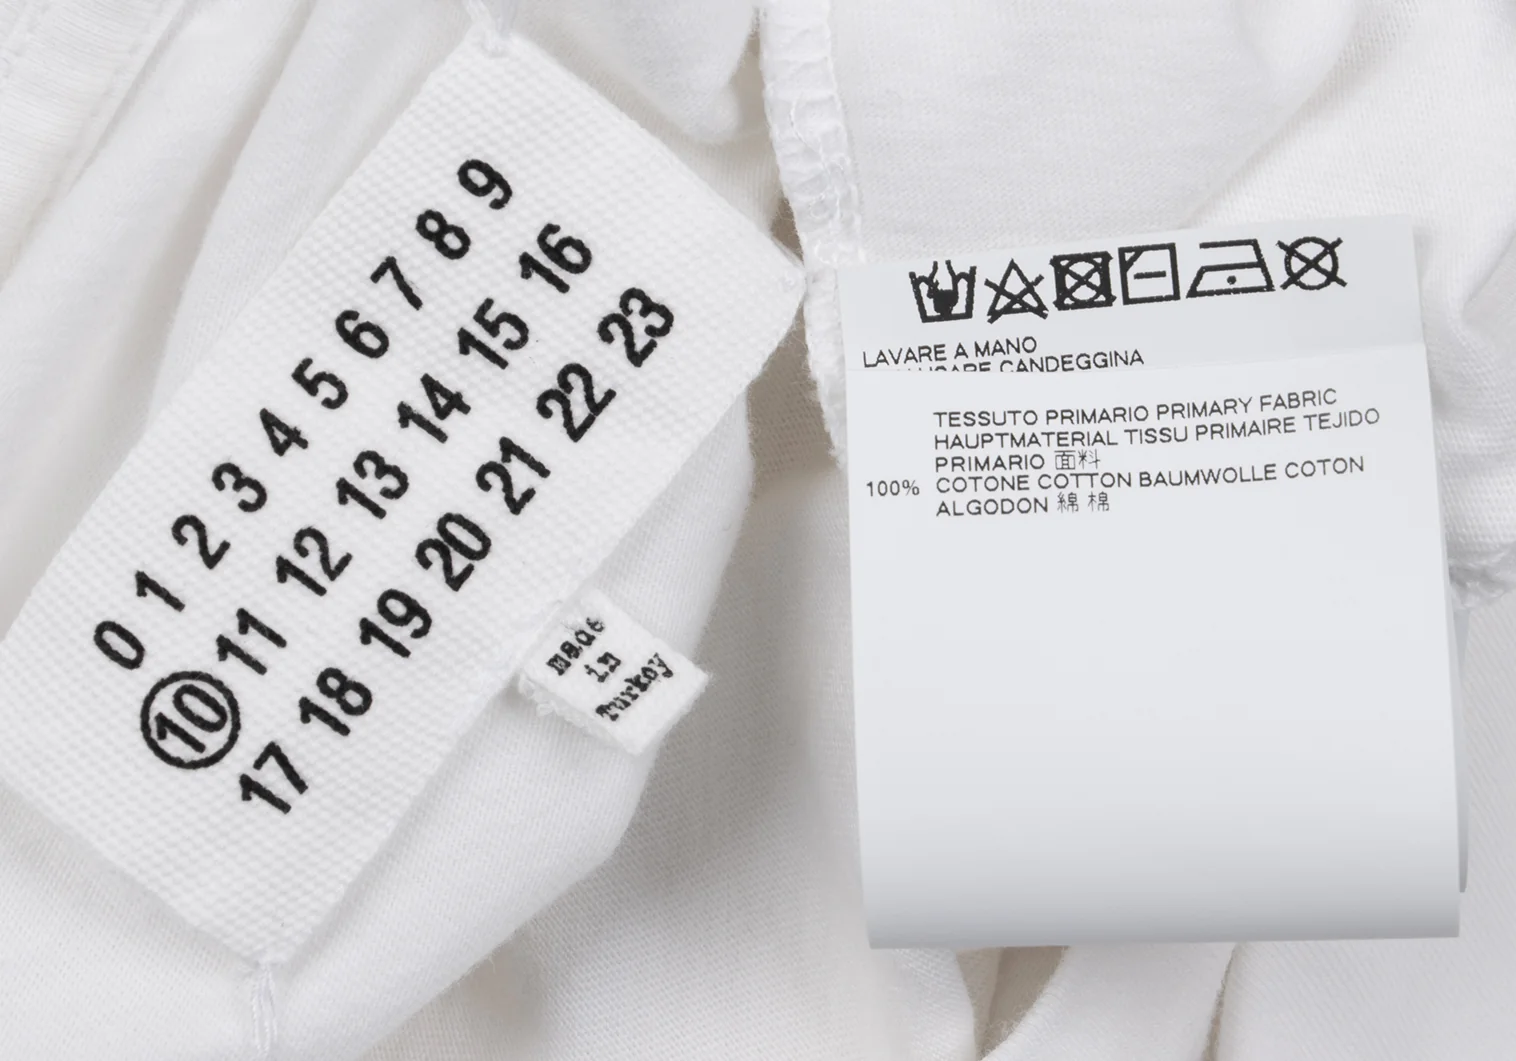 0 1 2 3 4 5 6 7 8 9
10 11 12 13 14 15 16
17 18 19 20 21 22 23
made
in
Turkey
LAVARE A MANO
CANDEGGINA
TESSUTO PRIMARIO PRIMARY FABRIC
HAUPTMATERIAL TISSU PRIMAIRE TEJIDO
PRIMARIO 面料
100% COTONE COTTON BAUMWOLLE COTON
ALGODON 綿 棉